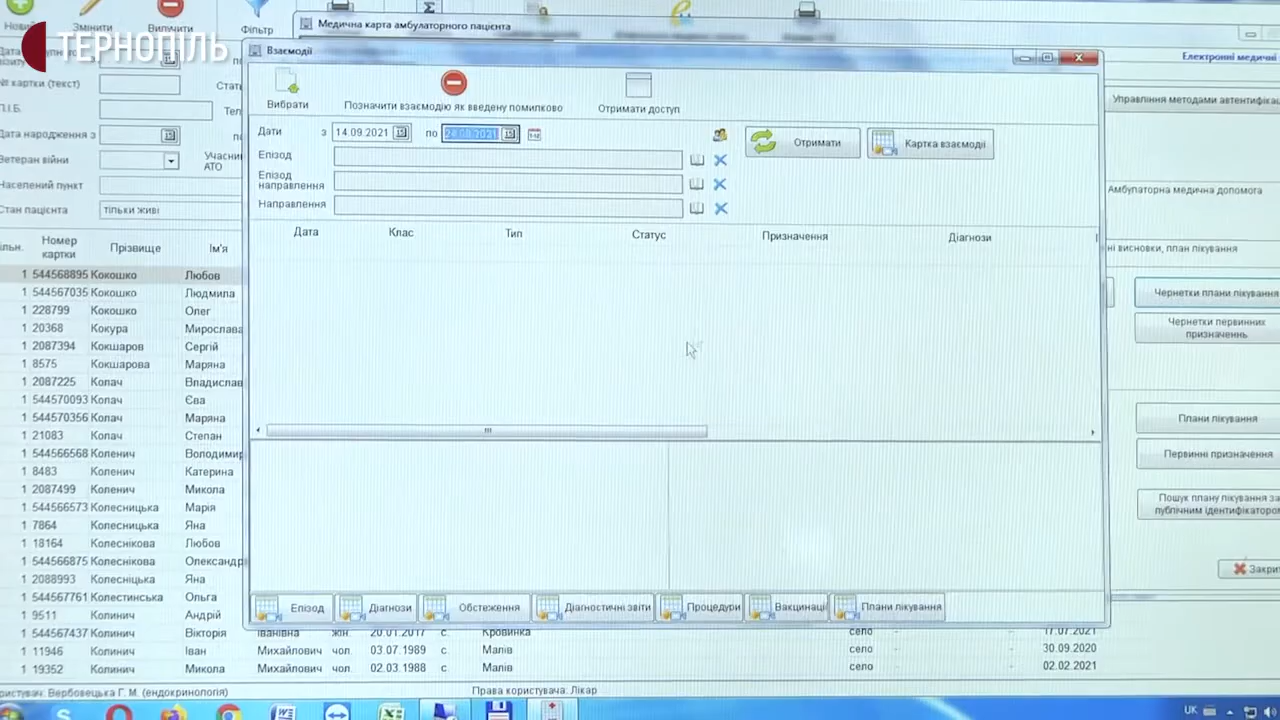 ТЕРНОПІЛЬ
Змінити
Вилучити
Фільтр
Медична карта амбулаторного пацієнта
Взаємодії
Вибрати
Позначити взаємодію як введену помилково
Отримати доступ
Дати з 14.09.2021 по
Отримати
Картка взаємодії
Епізод
Епізод направлення
Направлення
Дата Клас Тип Статус Призначення Діагнози
Епізод Діагнози Обстеження Діагностичні звіти Процедури Вакцинації Плани лікування
№ картки (текст)
П.І.Б.
Дата народження з
Ветеран війни
Учасник АТО
Населений пункт
Стан пацієнта тільки живі
Номер картки Прізвище Ім'я
1 544568895 Кокошко Любов
1 544567035 Кокошко Людмила
1 228799 Кокошко Олег
1 20368 Кокура Мирослава
1 2087394 Кокшаров Сергій
1 8575 Кокшарова Маряна
1 2087225 Колач Владислав
1 544570093 Колач Єва
1 544570356 Колач Маряна
1 21083 Колач Степан
1 544566568 Коленич Володимир
1 8483 Коленич Катерина
1 2087499 Коленич Микола
1 544566573 Колесницька Марія
1 7864 Колесницька Яна
1 18164 Колеснікова Любов
1 544566875 Колеснікова Олександр
1 2088993 Колесніцька Яна
1 544567761 Колестинська Ольга
1 9511 Колинич Андрій
1 544567437 Колинич Вікторія Іванівна жін. 20.01.2017 с. Кровинка село - - 17.07.2021
1 11946 Колинич Іван Михайлович чол. 03.07.1989 с. Малів село - - 30.09.2020
1 19352 Колинич Микола Михайлович чол. 02.03.1988 с. Малів село - - 02.02.2021
Електронні медичні
Управління методами автентифікац
Амбулаторна медична допомога
ні висновки, план лікування
Чернетки плани лікування
Чернетки первинних призначеннь
Плани лікування
Первинні призначення
Пошук плану лікування за публічним ідентифікатором
Закрит
ристувач: Вербовецька Г. М. (ендокринологія)
Права користувача: Лікар
UK